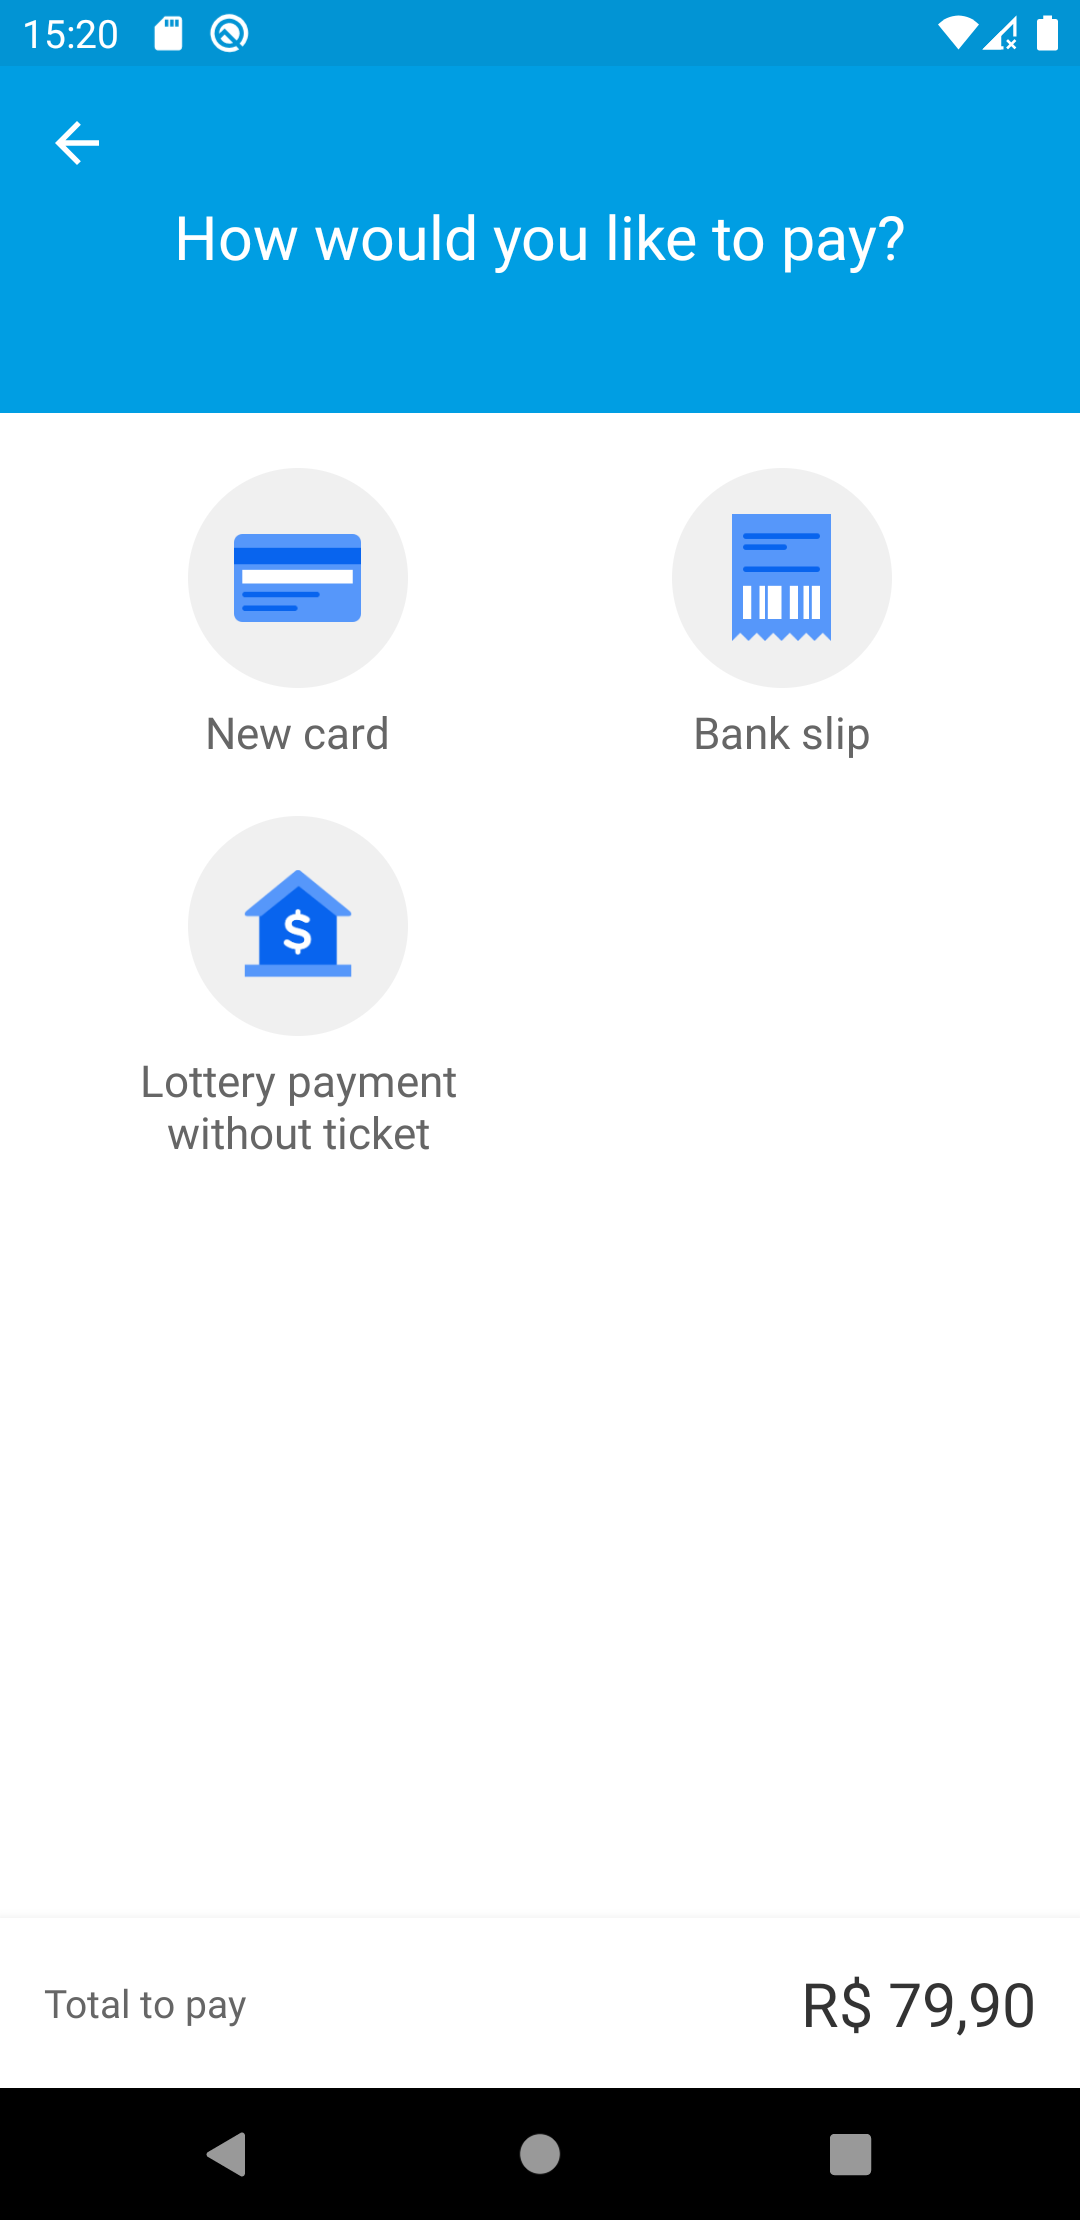 15:20
How would you like to pay?
New card
Bank slip
$
Lottery payment
without ticket
Total to pay
R$ 79,90